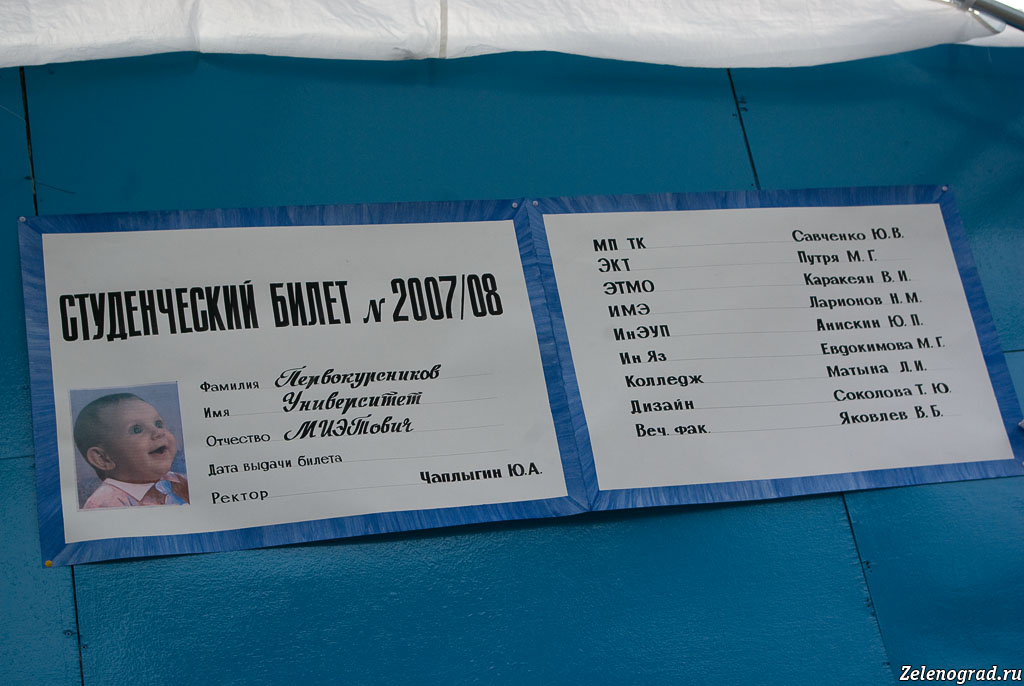 СТУДЕНЧЕСКИЙ БИЛЕТ N 2007/08
Фамилия Первокурсников
Имя Университет
Отчество МИЭТович
Дата выдачи билета
Ректор Чаплыгин Ю.А.
МП ТК Савченко Ю.В.
ЭКТ Путря М.Г.
ЭТМО Каракеян В.И.
ИМЭ Ларионов Н.М.
ИнЭУП Анискин Ю.П.
Ин Яз Евдокимова М.Г.
Колледж Матына Л.И.
Дизайн Соколова Т.Ю.
Веч. фак. Яковлев В.Б.
Zelenograd.ru